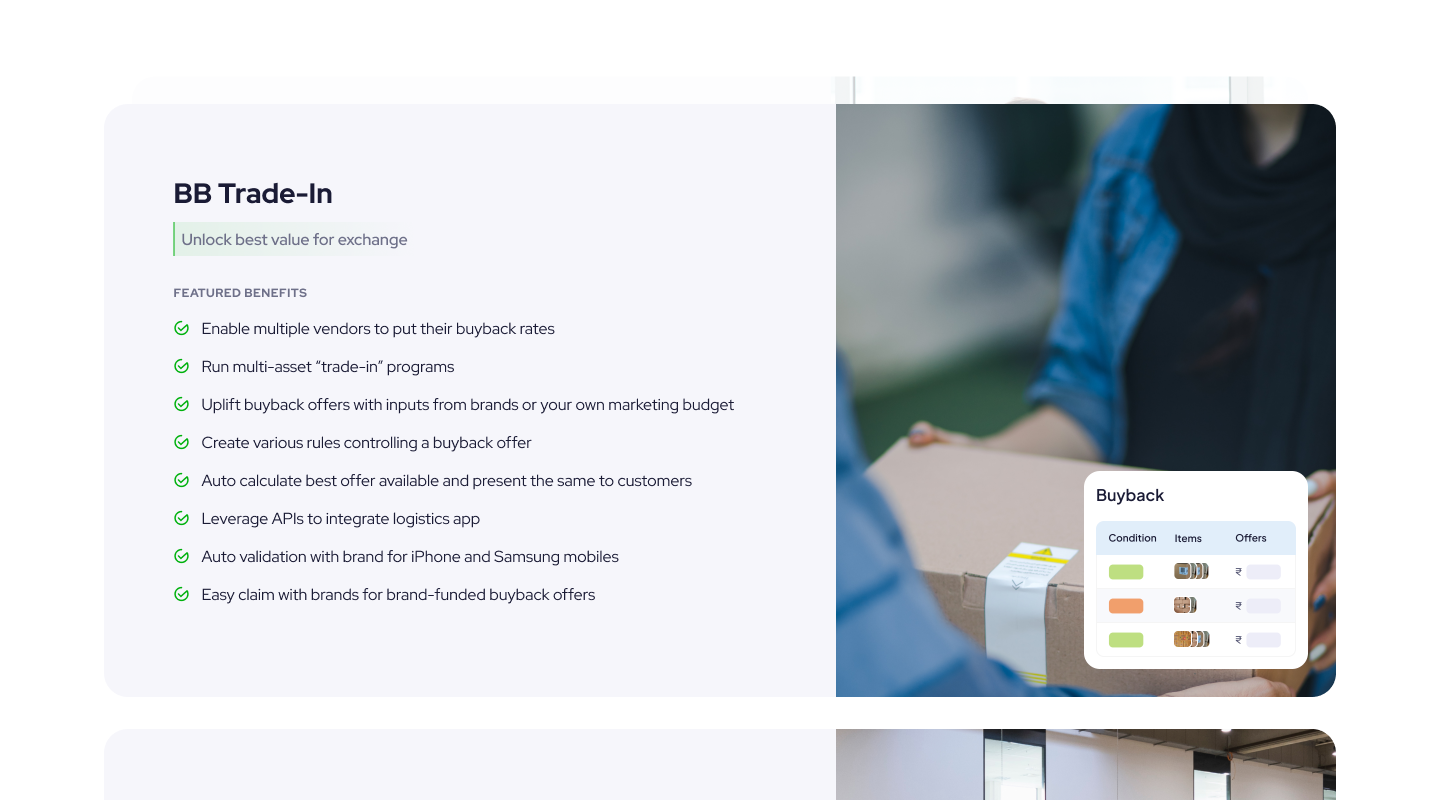 BB Trade-In
Unlock best value for exchange
FEATURED BENEFITS
Enable multiple vendors to put their buyback rates
Run multi-asset “trade-in” programs
Uplift buyback offers with inputs from brands or your own marketing budget
Create various rules controlling a buyback offer
Auto calculate best offer available and present the same to customers
Leverage APIs to integrate logistics app
Auto validation with brand for iPhone and Samsung mobiles
Easy claim with brands for brand-funded buyback offers
Buyback
Condition Items Offers
₹
₹
₹